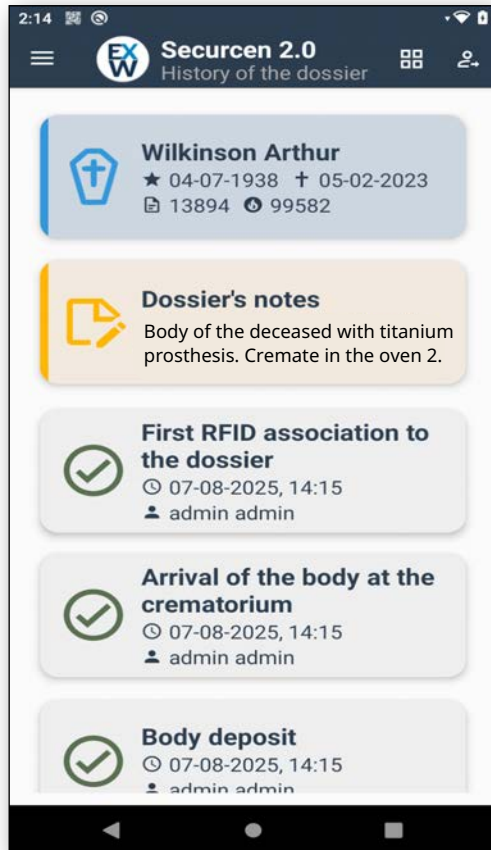 2:14
EX
W
Securcen 2.0
History of the dossier
Wilkinson Arthur
★ 04-07-1938 ✝ 05-02-2023
13894 99582
Dossier's notes
Body of the deceased with titanium
prosthesis. Cremate in the oven 2.
First RFID association to
the dossier
07-08-2025, 14:15
admin admin
Arrival of the body at the
crematorium
07-08-2025, 14:15
admin admin
Body deposit
07-08-2025, 14:15
admin admin